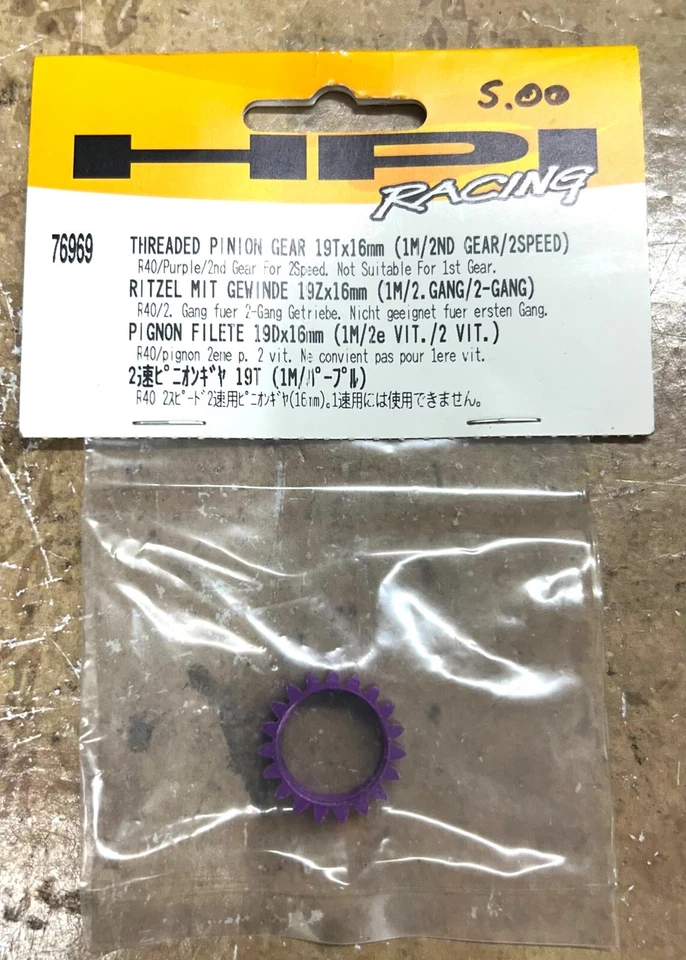 5.00
HPI
RACING
76969
THREADED PINION GEAR 19Tx16mm (1M/2ND GEAR/2SPEED)
R40/Purple/2nd Gear For 2Speed. Not Suitable For 1st Gear.
RITZEL MIT GEWINDE 19Zx16mm (1M/2.GANG/2-GANG)
R40/2. Gang fuer 2-Gang Getriebe. Nicht geeignet fuer ersten Gang.
PIGNON FILETE 19Dx16mm (1M/2e VIT./2 VIT.)
R40/pignon 2eme p. 2 vit. Ne convient pas pour 1ere vit.
2速ピニオンギヤ 19T (1M/パープル)
R40 2スピード2速用ピニオンギヤ(16mm)。1速用には使用できません。